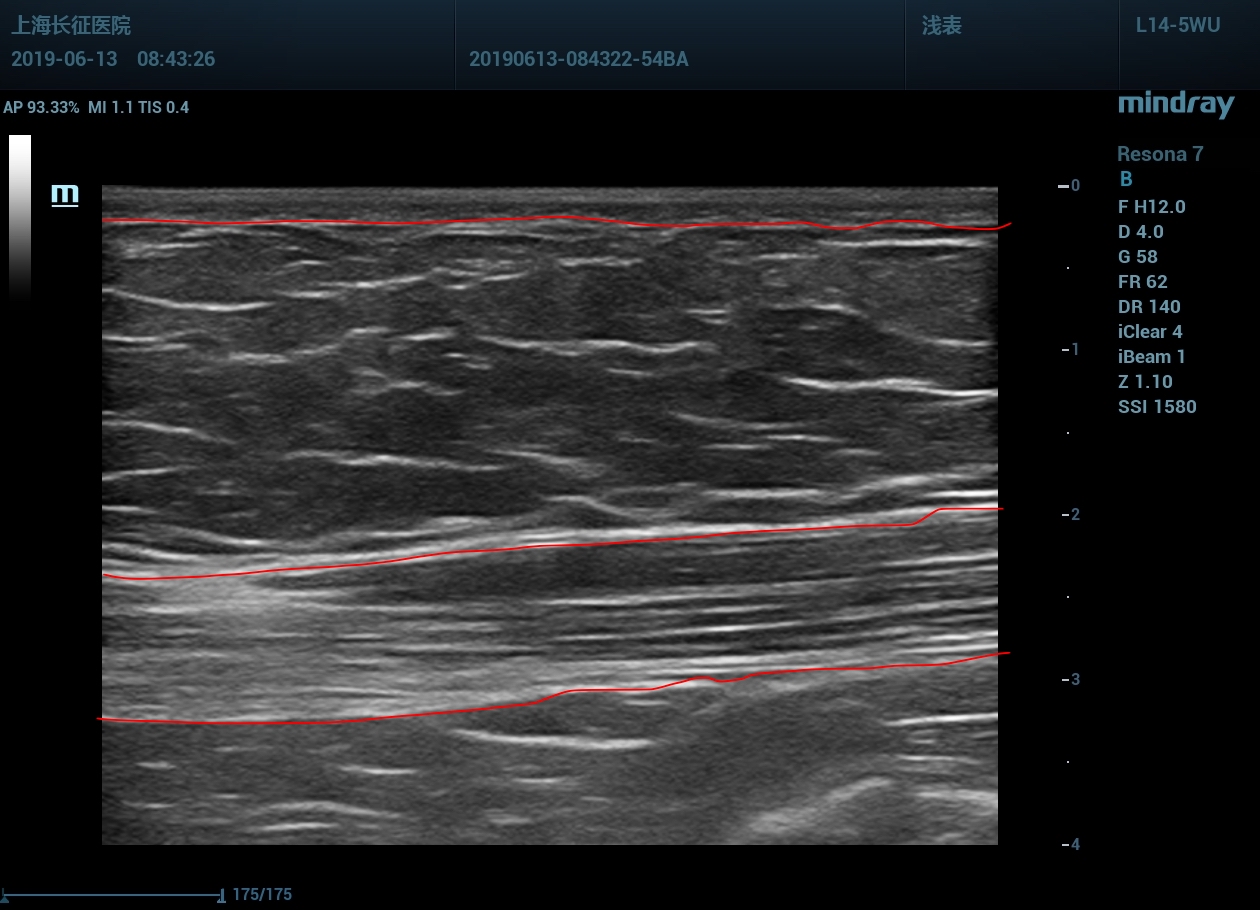 上海长征医院
2019-06-13 08:43:26
20190613-084322-54BA
浅表
L14-5WU
AP 93.33% MI 1.1 TIS 0.4
mindray
m
Resona 7
B
F H12.0
D 4.0
G 58
FR 62
DR 140
iClear 4
iBeam 1
Z 1.10
SSI 1580
0
1
2
3
4
175/175